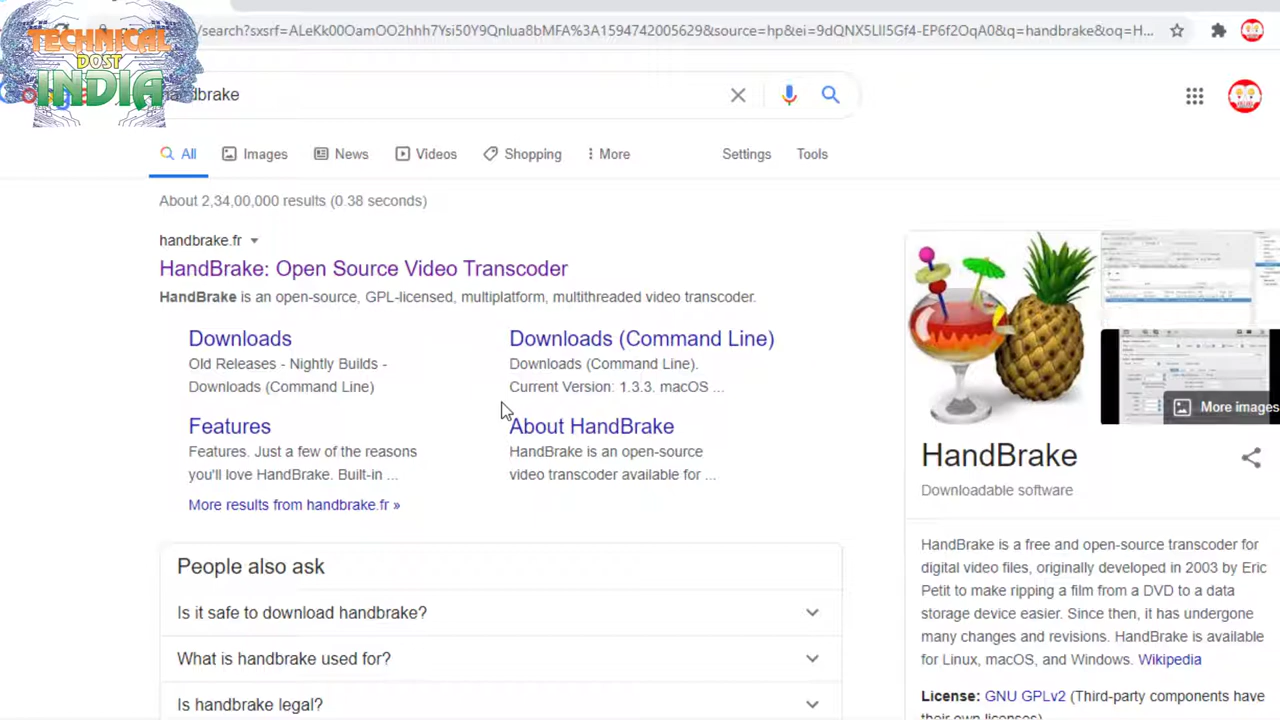 TECHNICAL
DOST
INDIA
/search?sxsrf=ALeKk00OamOO2hhh7Ysi50Y9Qnlua8bMFA%3A1594742005629&source=hp&ei=9dQNX5LlI5Gf4-EP6f2OqA0&q=handbrake&oq=H...
handbrake
All Images News Videos Shopping More Settings Tools
About 2,34,00,000 results (0.38 seconds)
handbrake.fr
HandBrake: Open Source Video Transcoder
HandBrake is an open-source, GPL-licensed, multiplatform, multithreaded video transcoder.
Downloads
Old Releases - Nightly Builds -
Downloads (Command Line)
Downloads (Command Line)
Downloads (Command Line).
Current Version: 1.3.3. macOS ...
Features
Features. Just a few of the reasons
you'll love HandBrake. Built-in ...
About HandBrake
HandBrake is an open-source
video transcoder available for ...
More results from handbrake.fr »
People also ask
Is it safe to download handbrake?
What is handbrake used for?
Is handbrake legal?
More images
HandBrake
Downloadable software
HandBrake is a free and open-source transcoder for
digital video files, originally developed in 2003 by Eric
Petit to make ripping a film from a DVD to a data
storage device easier. Since then, it has undergone
many changes and revisions. HandBrake is available
for Linux, macOS, and Windows. Wikipedia
License: GNU GPLv2 (Third-party components have
their own licenses)